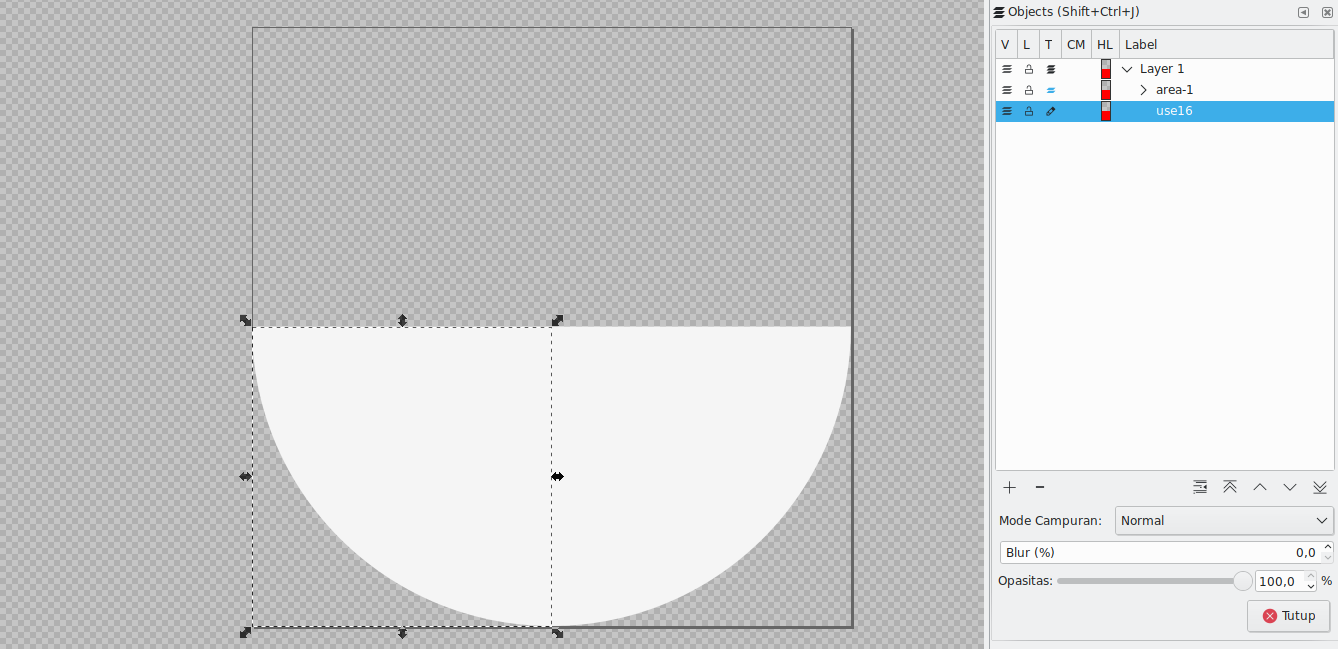 Objects (Shift+Ctrl+J)
V L T CM HL Label
Layer 1
area-1
use16
Mode Campuran: Normal
Blur (%) 0,0
Opasitas: 100,0 %
Tutup